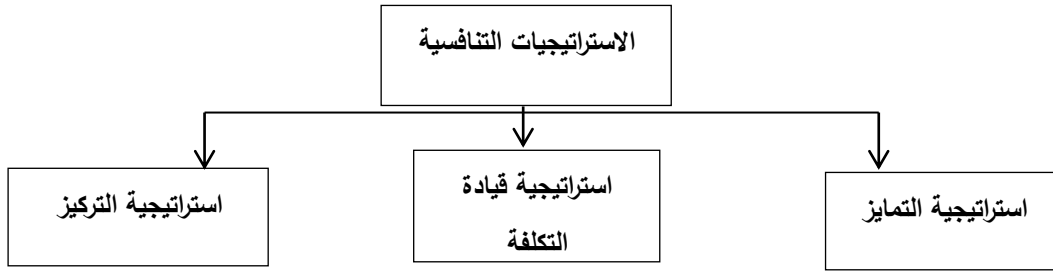 الاستراتيجيات التنافسية
استراتيجية التمايز
استراتيجية قيادة
التكلفة
استراتيجية التركيز